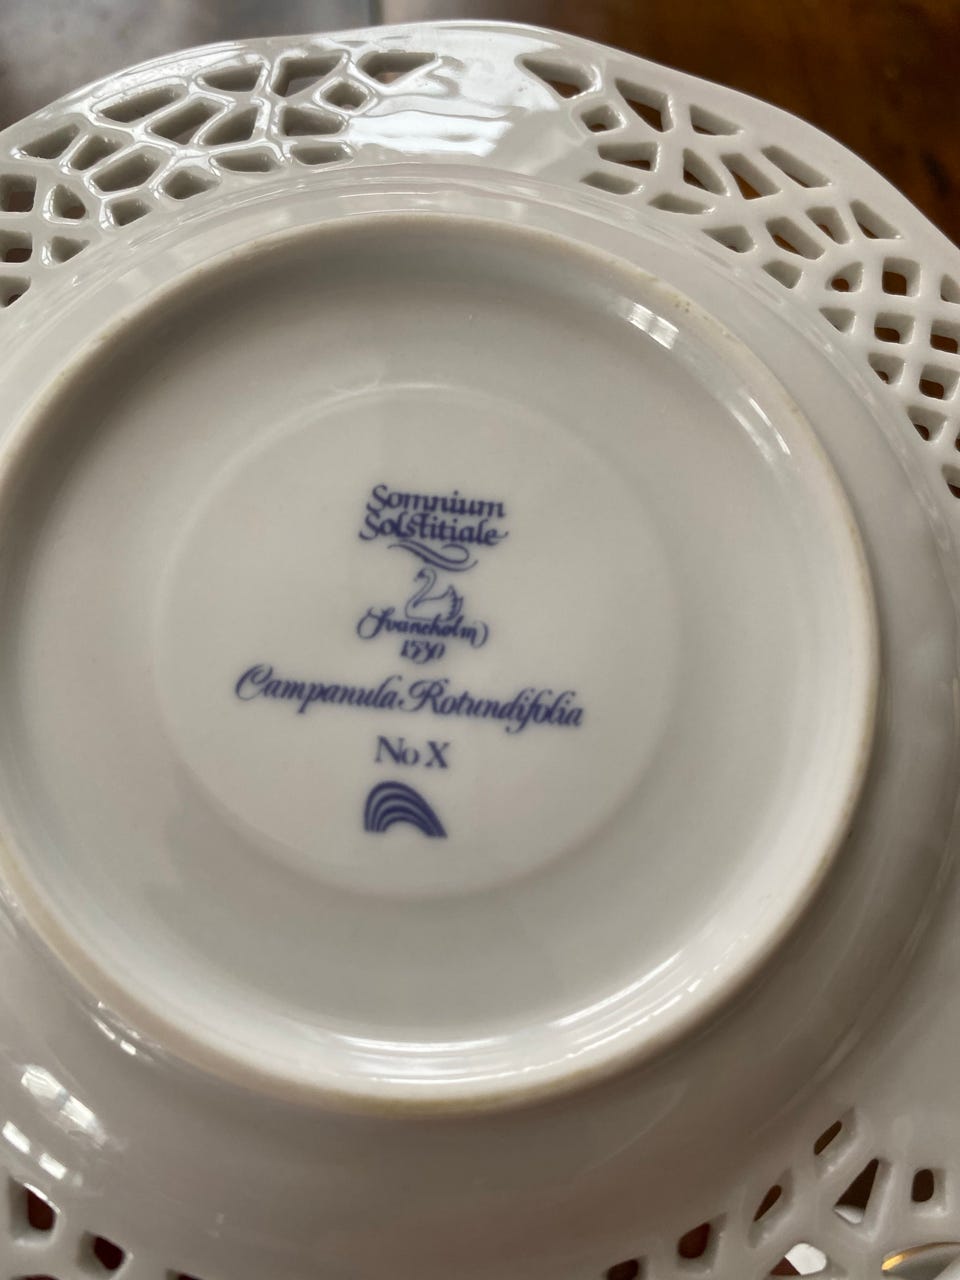 Somnium
Solstitiale
Svaneholm
1530
Campanula Rotundifolia
No X